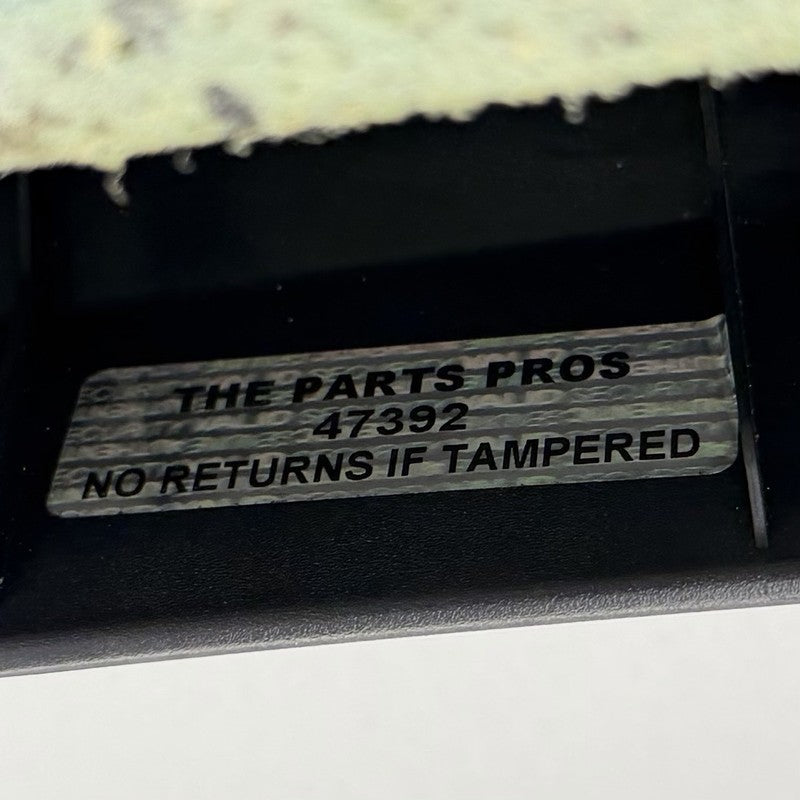 THE PARTS PROS
47392
NO RETURNS IF TAMPERED